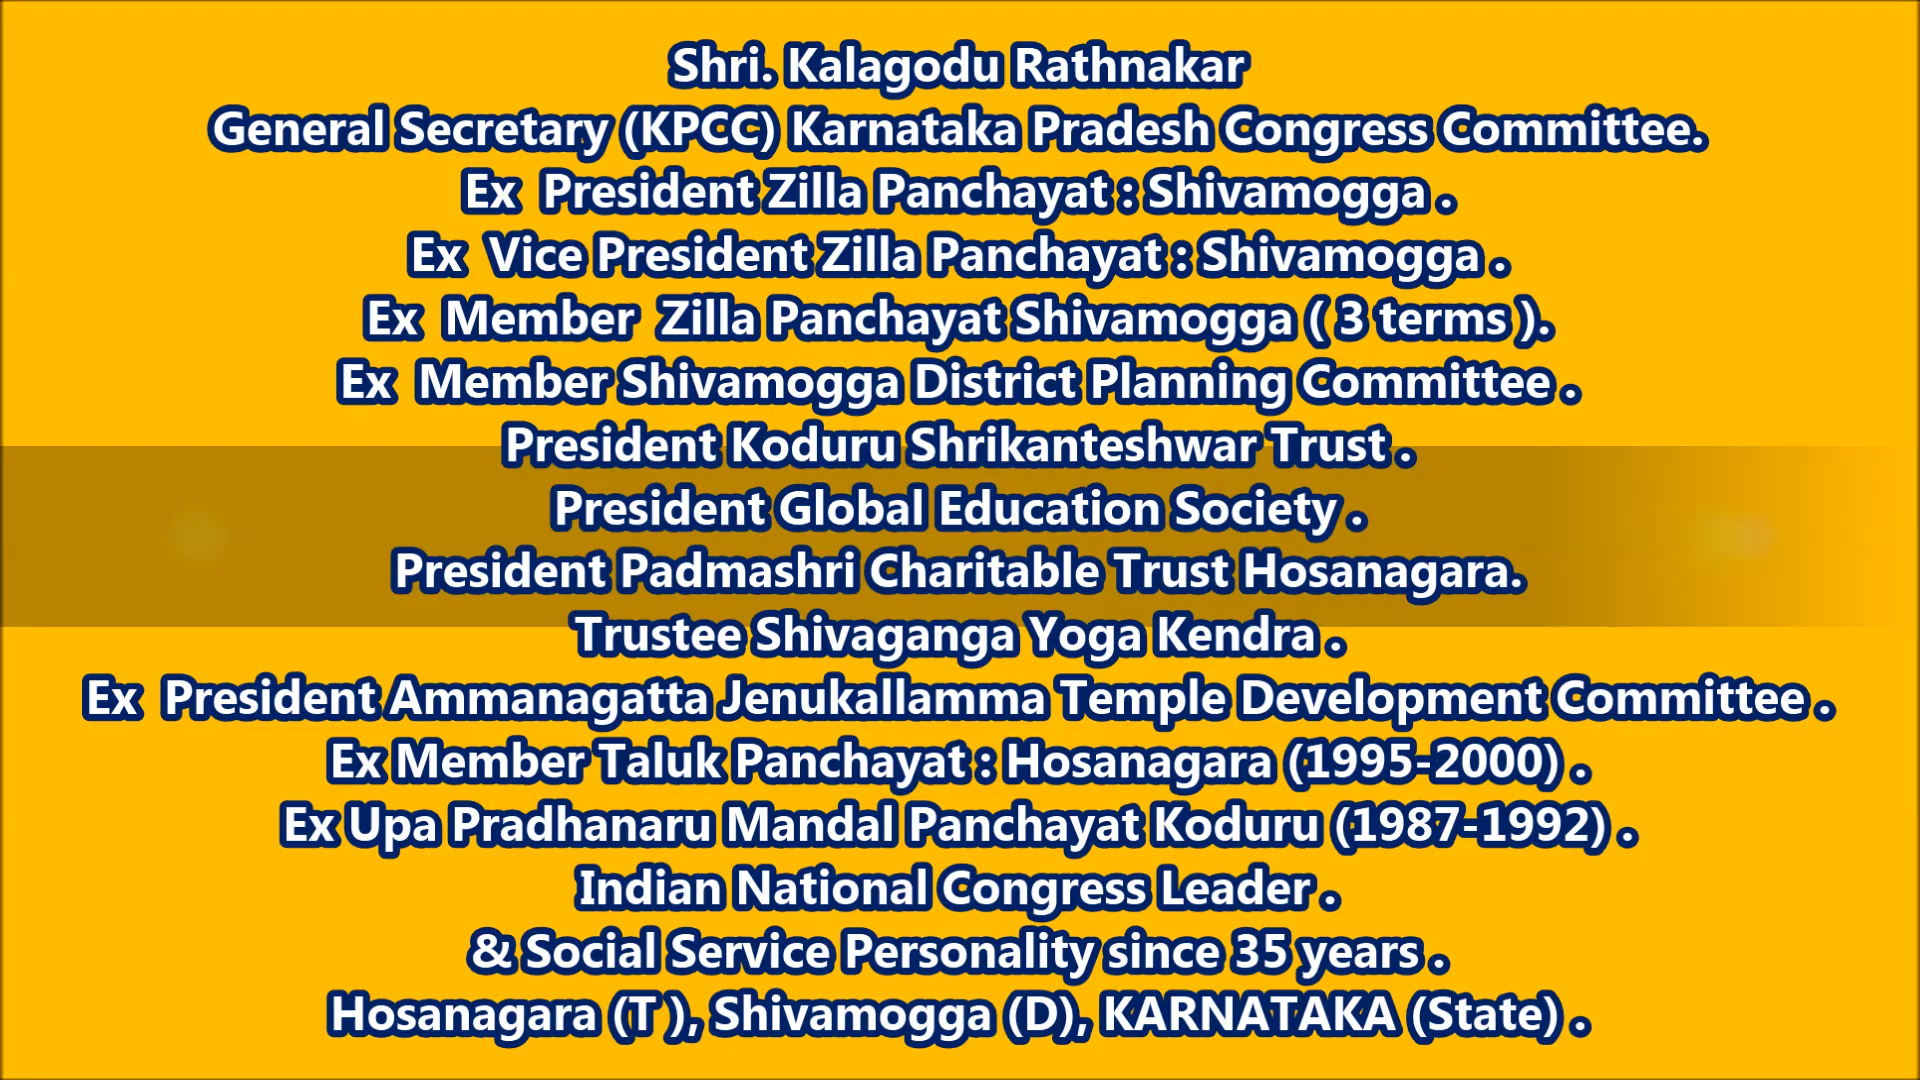 Shri. Kalagodu Rathnakar
General Secretary (KPCC) Karnataka Pradesh Congress Committee.
Ex President Zilla Panchayat : Shivamogga .
Ex Vice President Zilla Panchayat : Shivamogga .
Ex Member Zilla Panchayat Shivamogga ( 3 terms ).
Ex Member Shivamogga District Planning Committee .
President Koduru Shrikanteshwar Trust .
President Global Education Society .
President Padmashri Charitable Trust Hosanagara.
Trustee Shivaganga Yoga Kendra .
Ex President Ammanagatta Jenukallamma Temple Development Committee .
Ex Member Taluk Panchayat : Hosanagara (1995-2000) .
Ex Upa Pradhanaru Mandal Panchayat Koduru (1987-1992) .
Indian National Congress Leader .
& Social Service Personality since 35 years .
Hosanagara (T ), Shivamogga (D), KARNATAKA (State) .